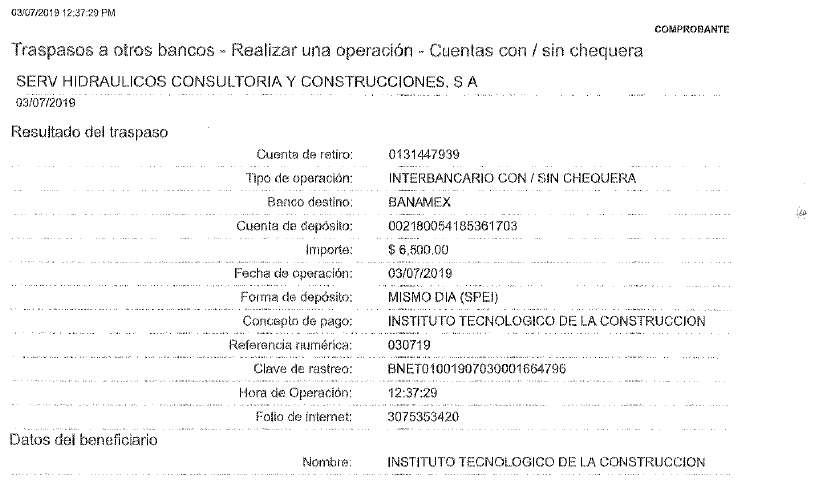 03/07/2019 12:37:29 PM
COMPROBANTE
Traspasos a otros bancos - Realizar una operación - Cuentas con / sin chequera
SERV HIDRAULICOS CONSULTORIA Y CONSTRUCCIONES, S A
03/07/2019
Resultado del traspaso
Cuenta de retiro: 0131447939
Tipo de operación: INTERBANCARIO CON / SIN CHEQUERA
Banco destino: BANAMEX
Cuenta de depósito: 002180054185361703
Importe: $ 6,500.00
Fecha de operación: 03/07/2019
Forma de depósito: MISMO DIA (SPEI)
Concepto de pago: INSTITUTO TECNOLOGICO DE LA CONSTRUCCION
Referencia numérica: 030719
Clave de rastreo: BNET01001907030001664796
Hora de Operación: 12:37:29
Folio de internet: 3075353420
Datos del beneficiario
Nombre: INSTITUTO TECNOLOGICO DE LA CONSTRUCCION